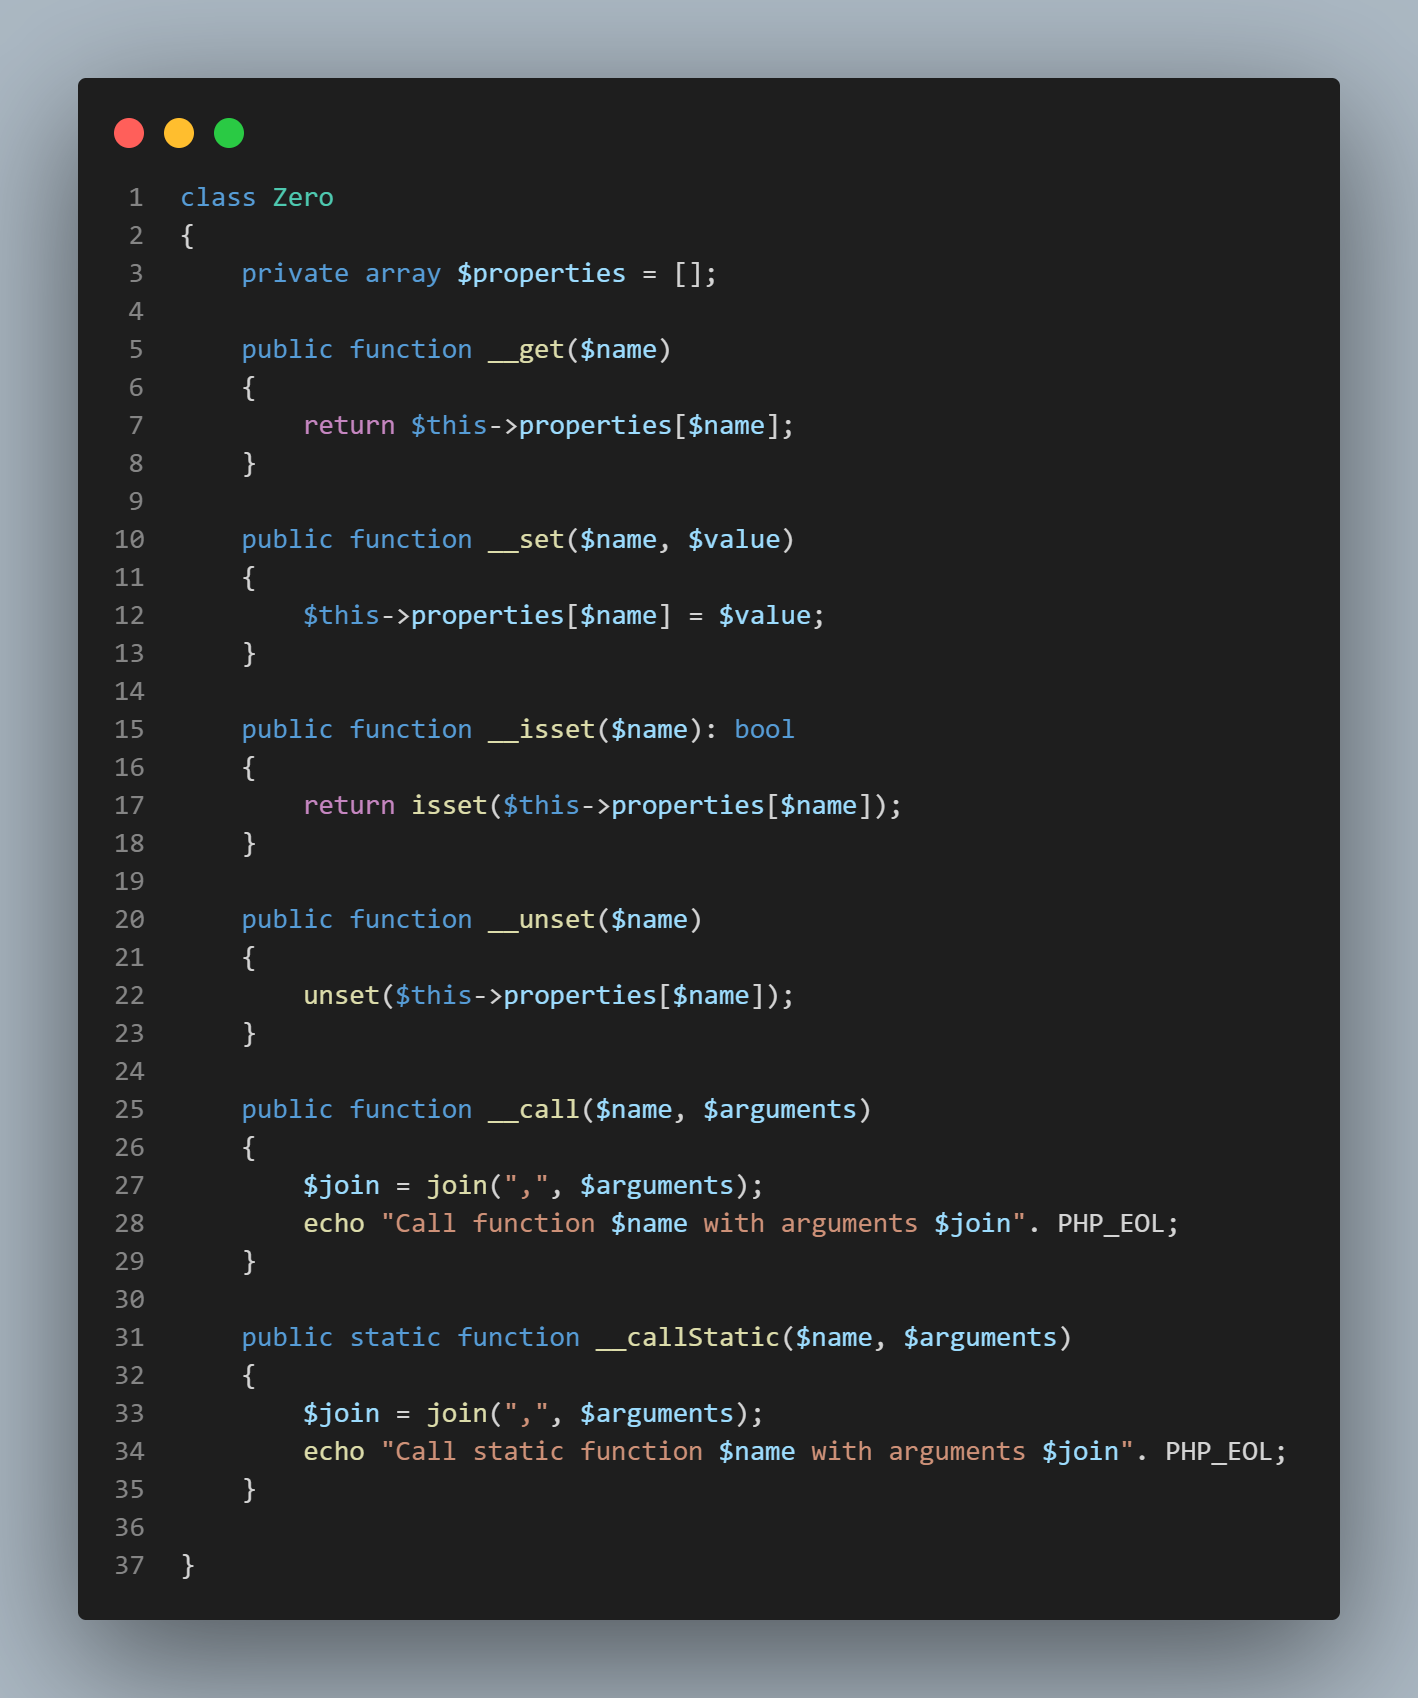 1 class Zero
2 {
3     private array $properties = [];
4
5     public function __get($name)
6     {
7         return $this->properties[$name];
8     }
9
10     public function __set($name, $value)
11     {
12         $this->properties[$name] = $value;
13     }
14
15     public function __isset($name): bool
16     {
17         return isset($this->properties[$name]);
18     }
19
20     public function __unset($name)
21     {
22         unset($this->properties[$name]);
23     }
24
25     public function __call($name, $arguments)
26     {
27         $join = join(",", $arguments);
28         echo "Call function $name with arguments $join". PHP_EOL;
29     }
30
31     public static function __callStatic($name, $arguments)
32     {
33         $join = join(",", $arguments);
34         echo "Call static function $name with arguments $join". PHP_EOL;
35     }
36
37 }